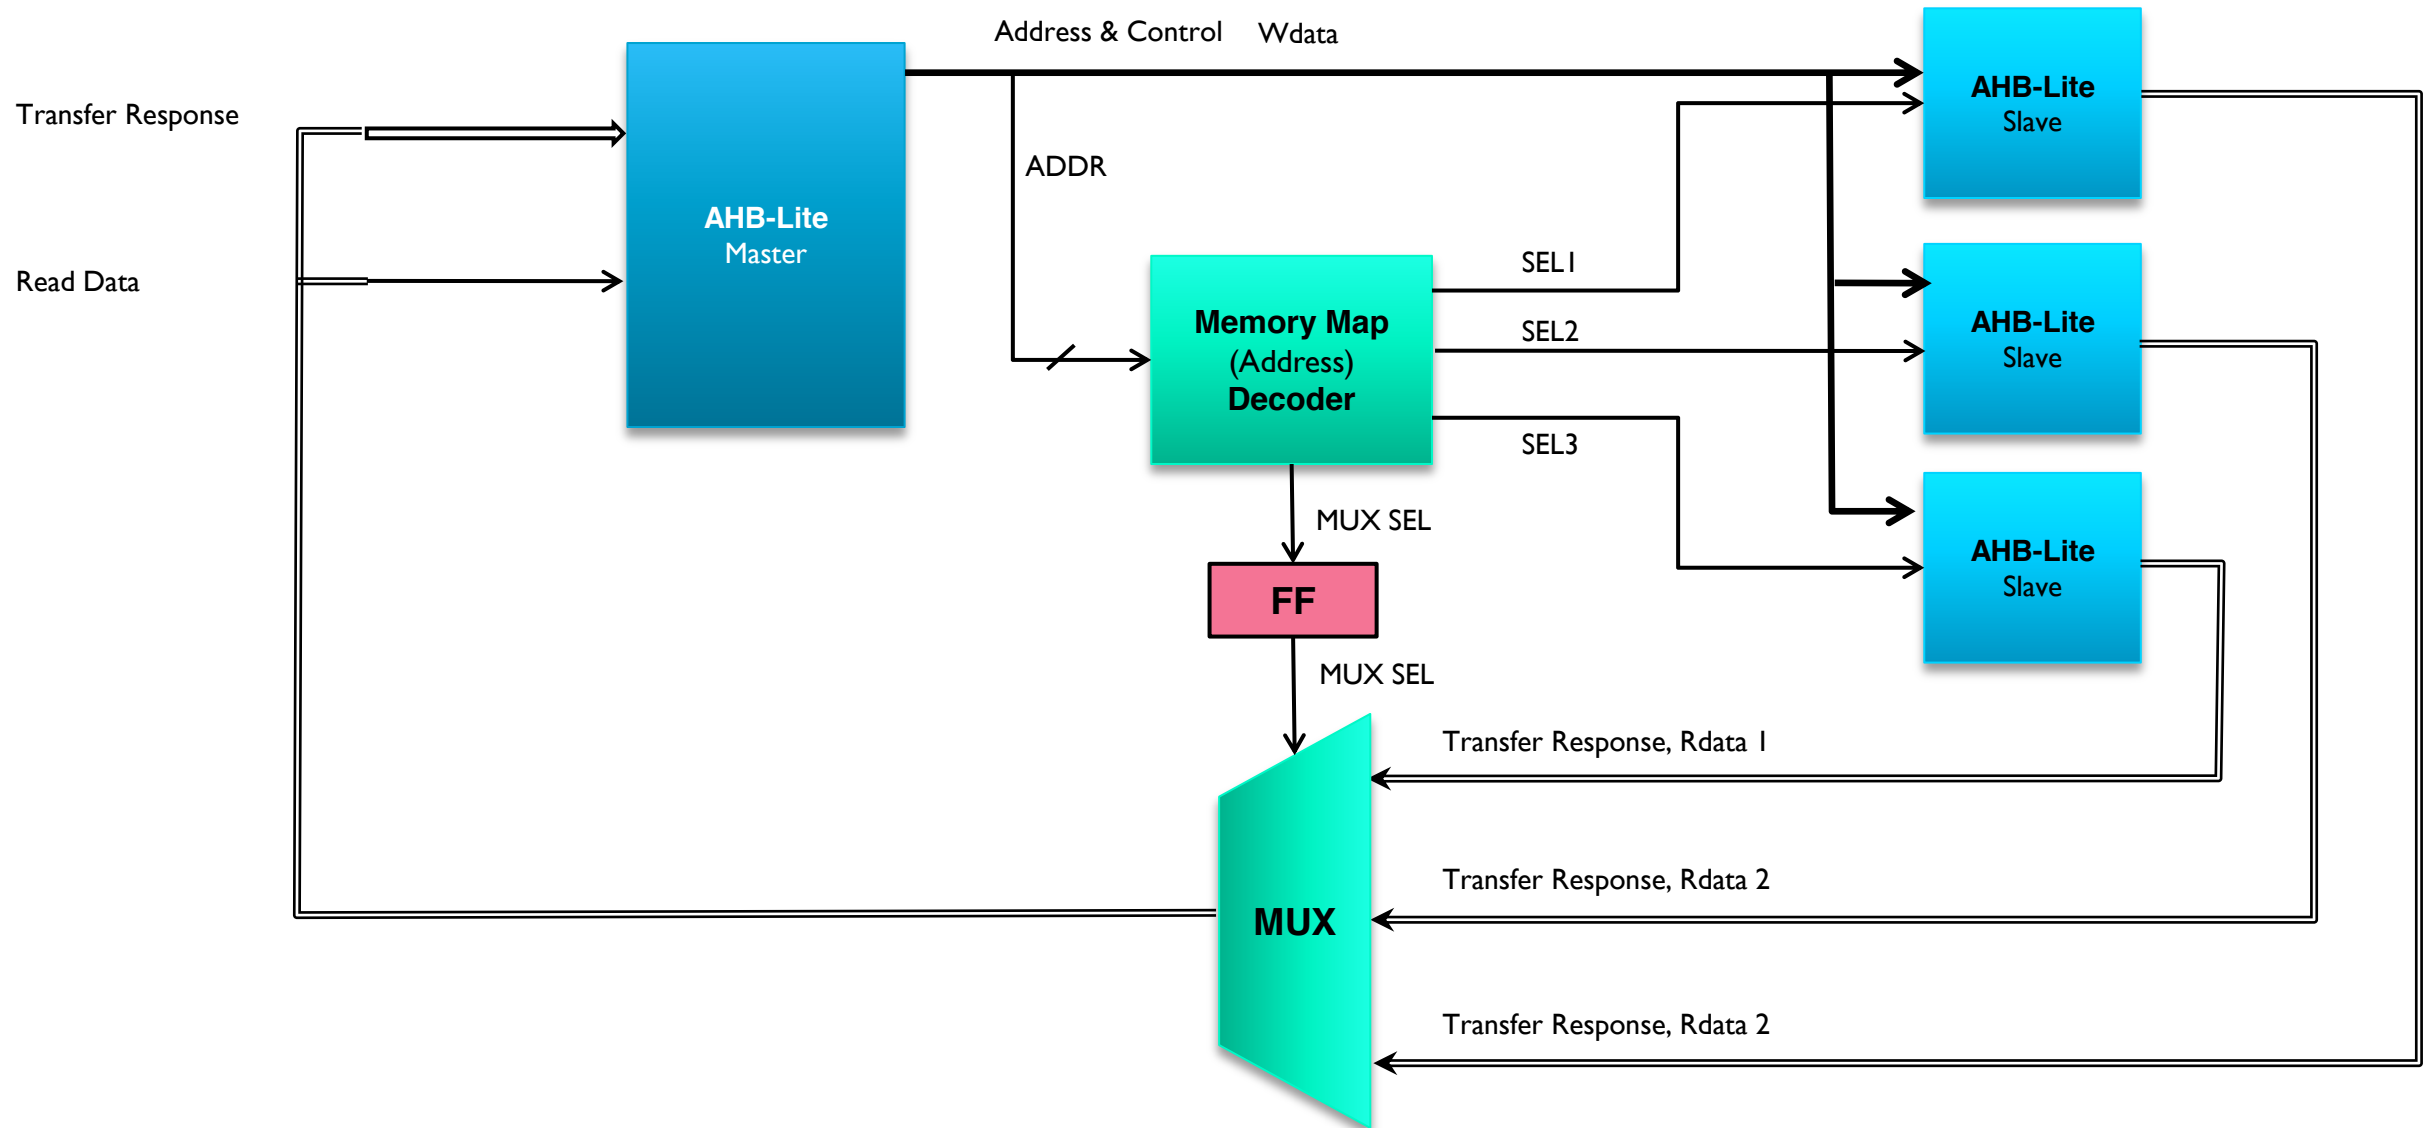 Address & Control Wdata
Transfer Response
AHB-Lite
Slave
ADDR
AHB-Lite
Master
Read Data
SEL1
Memory Map
(Address)
Decoder
SEL2
SEL3
AHB-Lite
Slave
MUX SEL
FF
AHB-Lite
Slave
MUX SEL
Transfer Response, Rdata 1
Transfer Response, Rdata 2
MUX
Transfer Response, Rdata 2